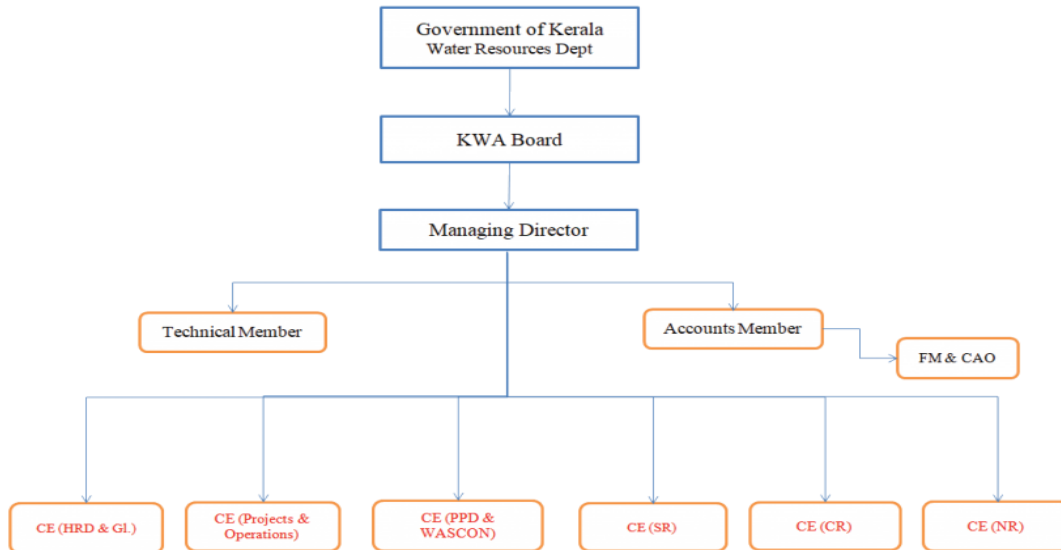 Government of Kerala
Water Resources Dept
KWA Board
Managing Director
Technical Member
Accounts Member
FM & CAO
CE (HRD & Gl.)
CE (Projects &
Operations)
CE (PPD &
WASCON)
CE (SR)
CE (CR)
CE (NR)